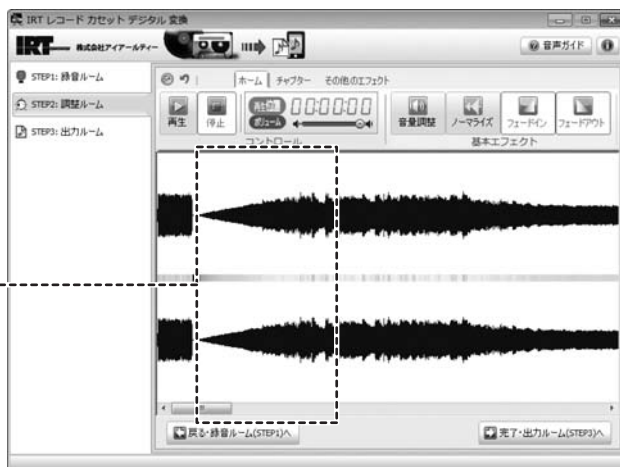 IRT レコード カセット デジタル 変換
IRT 株式会社アイアールティー
音声ガイド
STEP1: 録音ルーム
STEP2: 調整ルーム
STEP3: 出力ルーム
ホーム チャプター その他のエフェクト
再生 停止
再生位置 00:00:00
ボリューム
コントロール
音量調整 ノーマライズ フェードイン フェードアウト
基本エフェクト
戻る・録音ルーム(STEP1)へ
完了・出力ルーム(STEP3)へ